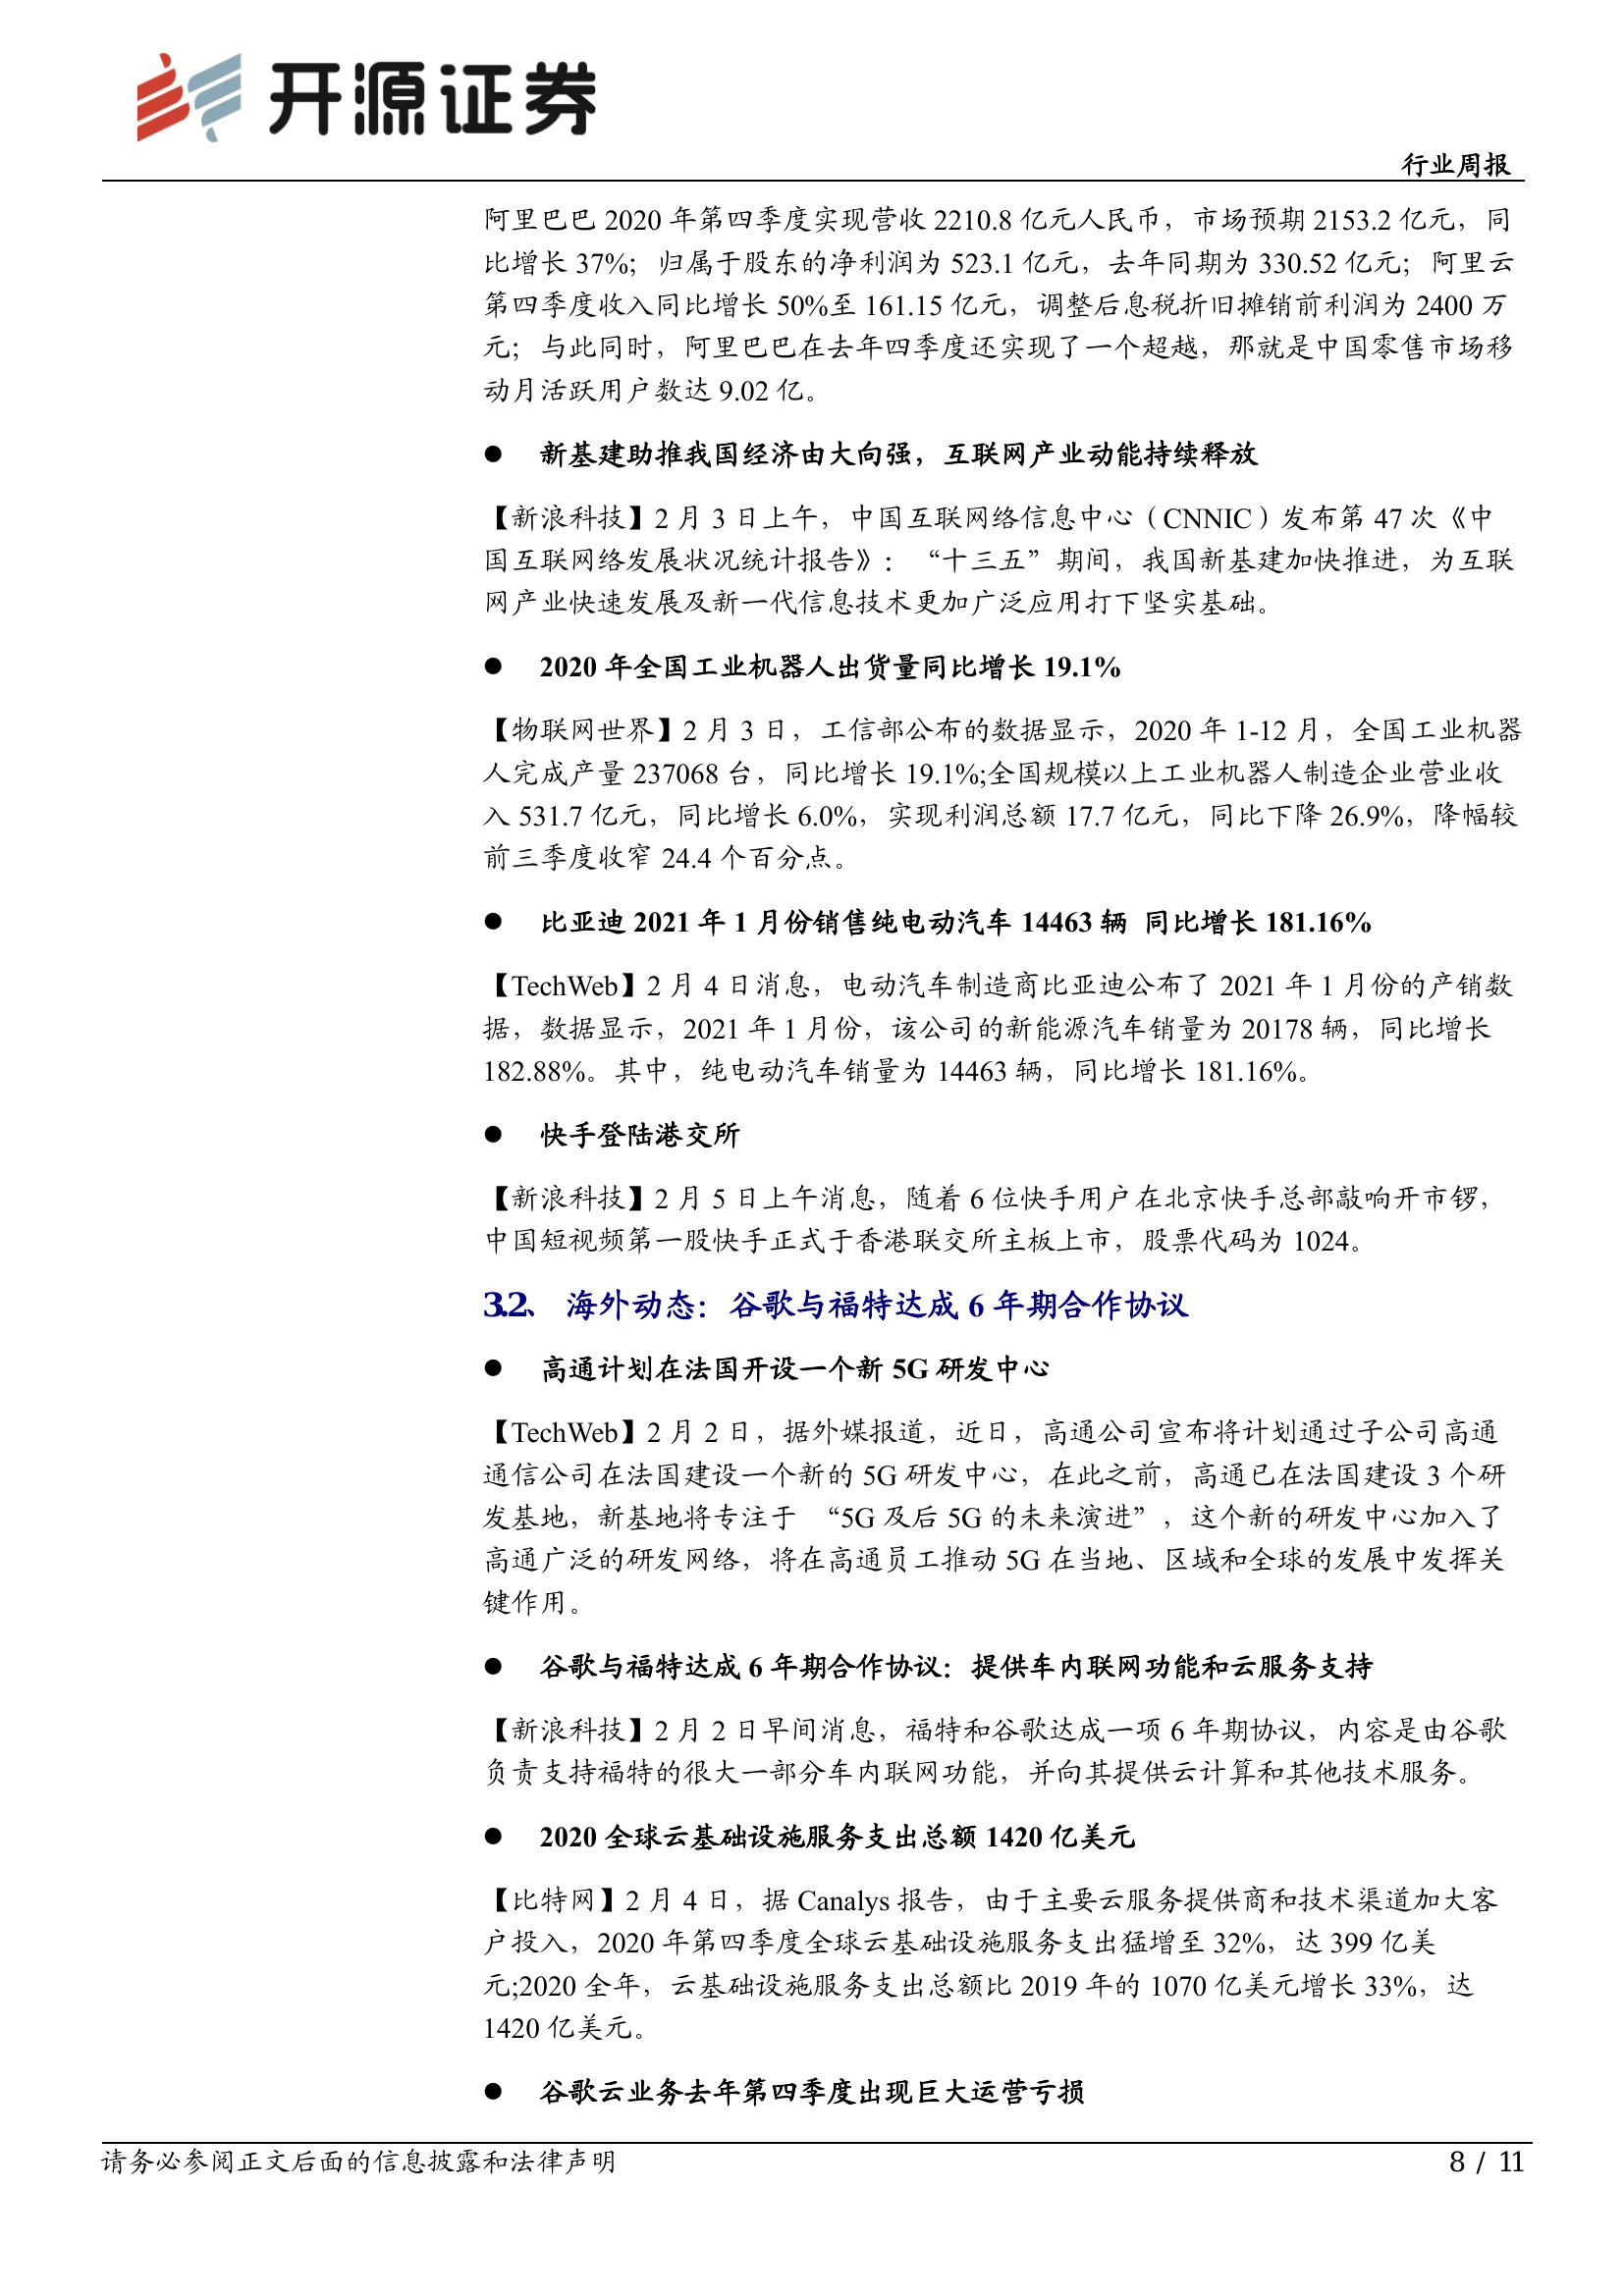 开源证券
行业周报
阿里巴巴 2020 年第四季度实现营收 2210.8 亿元人民币，市场预期 2153.2 亿元，同
比增长 37%；归属于股东的净利润为 523.1 亿元，去年同期为 330.52 亿元；阿里云
第四季度收入同比增长 50%至 161.15 亿元，调整后息税折旧摊销前利润为 2400 万
元；与此同时，阿里巴巴在去年四季度还实现了一个超越，那就是中国零售市场移
动月活跃用户数达 9.02 亿。
● 新基建助推我国经济由大向强，互联网产业动能持续释放
【新浪科技】2 月 3 日上午，中国互联网络信息中心（CNNIC）发布第 47 次《中
国互联网络发展状况统计报告》：“十三五”期间，我国新基建加快推进，为互联
网产业快速发展及新一代信息技术更加广泛应用打下坚实基础。
● 2020 年全国工业机器人出货量同比增长 19.1%
【物联网世界】2 月 3 日，工信部公布的数据显示，2020 年 1-12 月，全国工业机器
人完成产量 237068 台，同比增长 19.1%;全国规模以上工业机器人制造企业营业收
入 531.7 亿元，同比增长 6.0%，实现利润总额 17.7 亿元，同比下降 26.9%，降幅较
前三季度收窄 24.4 个百分点。
● 比亚迪 2021 年 1 月份销售纯电动汽车 14463 辆 同比增长 181.16%
【TechWeb】2 月 4 日消息，电动汽车制造商比亚迪公布了 2021 年 1 月份的产销数
据，数据显示，2021 年 1 月份，该公司的新能源汽车销量为 20178 辆，同比增长
182.88%。其中，纯电动汽车销量为 14463 辆，同比增长 181.16%。
● 快手登陆港交所
【新浪科技】2 月 5 日上午消息，随着 6 位快手用户在北京快手总部敲响开市锣，
中国短视频第一股快手正式于香港联交所主板上市，股票代码为 1024。
3.2、 海外动态：谷歌与福特达成 6 年期合作协议
● 高通计划在法国开设一个新 5G 研发中心
【TechWeb】2 月 2 日，据外媒报道，近日，高通公司宣布将计划通过子公司高通
通信公司在法国建设一个新的 5G 研发中心，在此之前，高通已在法国建设 3 个研
发基地，新基地将专注于 “5G 及后 5G 的未来演进”，这个新的研发中心加入了
高通广泛的研发网络，将在高通员工推动 5G 在当地、区域和全球的发展中发挥关
键作用。
● 谷歌与福特达成 6 年期合作协议：提供车内联网功能和云服务支持
【新浪科技】2 月 2 日早间消息，福特和谷歌达成一项 6 年期协议，内容是由谷歌
负责支持福特的很大一部分车内联网功能，并向其提供云计算和其他技术服务。
● 2020 全球云基础设施服务支出总额 1420 亿美元
【比特网】2 月 4 日，据 Canalys 报告，由于主要云服务提供商和技术渠道加大客
户投入，2020 年第四季度全球云基础设施服务支出猛增至 32%，达 399 亿美
元;2020 全年，云基础设施服务支出总额比 2019 年的 1070 亿美元增长 33%，达
1420 亿美元。
● 谷歌云业务去年第四季度出现巨大运营亏损
请务必参阅正文后面的信息披露和法律声明
8 / 11